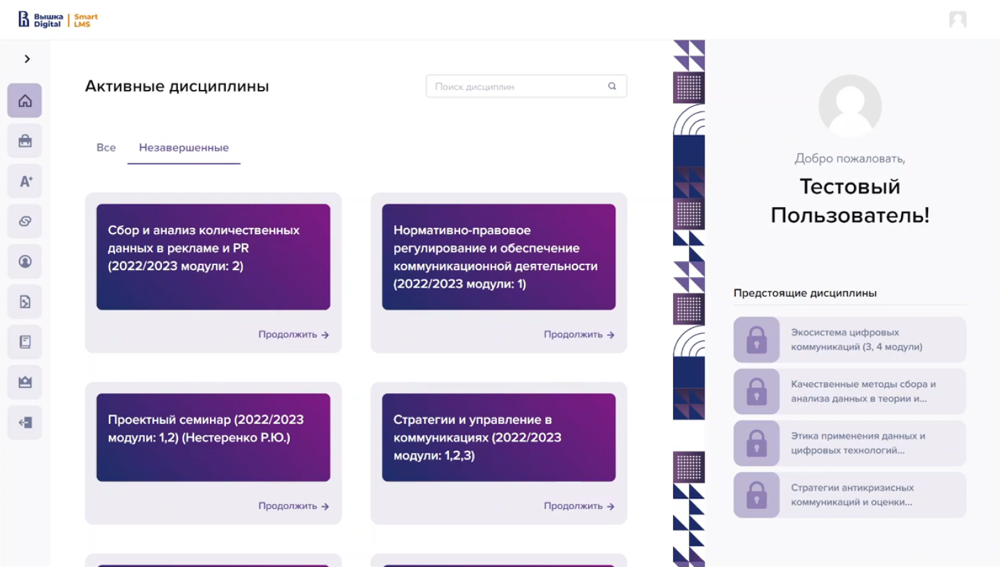 Вышка
Digital
Smart
LMS
Активные дисциплины
Поиск дисциплин
Все
Незавершенные
Сбор и анализ количественных
данных в рекламе и PR
(2022/2023 модули: 2)
Продолжить →
Нормативно-правовое
регулирование и обеспечение
коммуникационной деятельности
(2022/2023 модули: 1)
Продолжить →
Проектный семинар (2022/2023
модули: 1,2) (Нестеренко Р.Ю.)
Продолжить →
Стратегии и управление в
коммуникациях (2022/2023
модули: 1,2,3)
Продолжить →
Добро пожаловать,
Тестовый
Пользователь!
Предстоящие дисциплины
Экосистема цифровых
коммуникаций (3, 4 модули)
Качественные методы сбора и
анализа данных в теории и...
Этика применения данных и
цифровых технологий...
Стратегии антикризисных
коммуникаций и оценки...